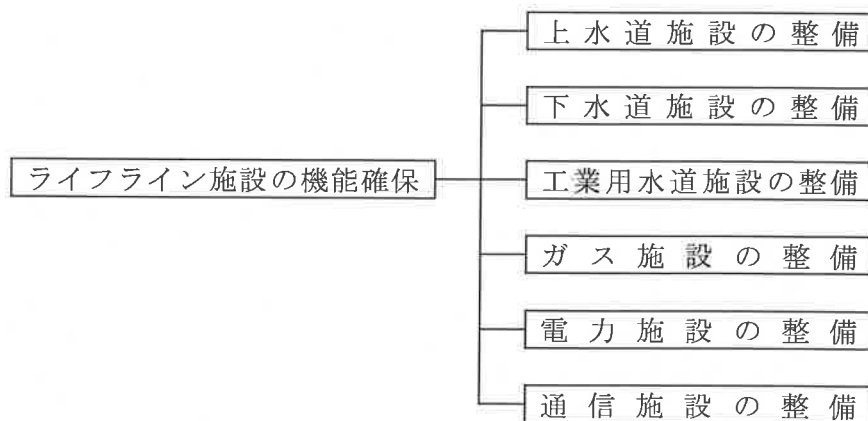 上水道施設の整備
下水道施設の整備
ライフライン施設の機能確保
工業用水道施設の整備
ガス施設の整備
電力施設の整備
通信施設の整備